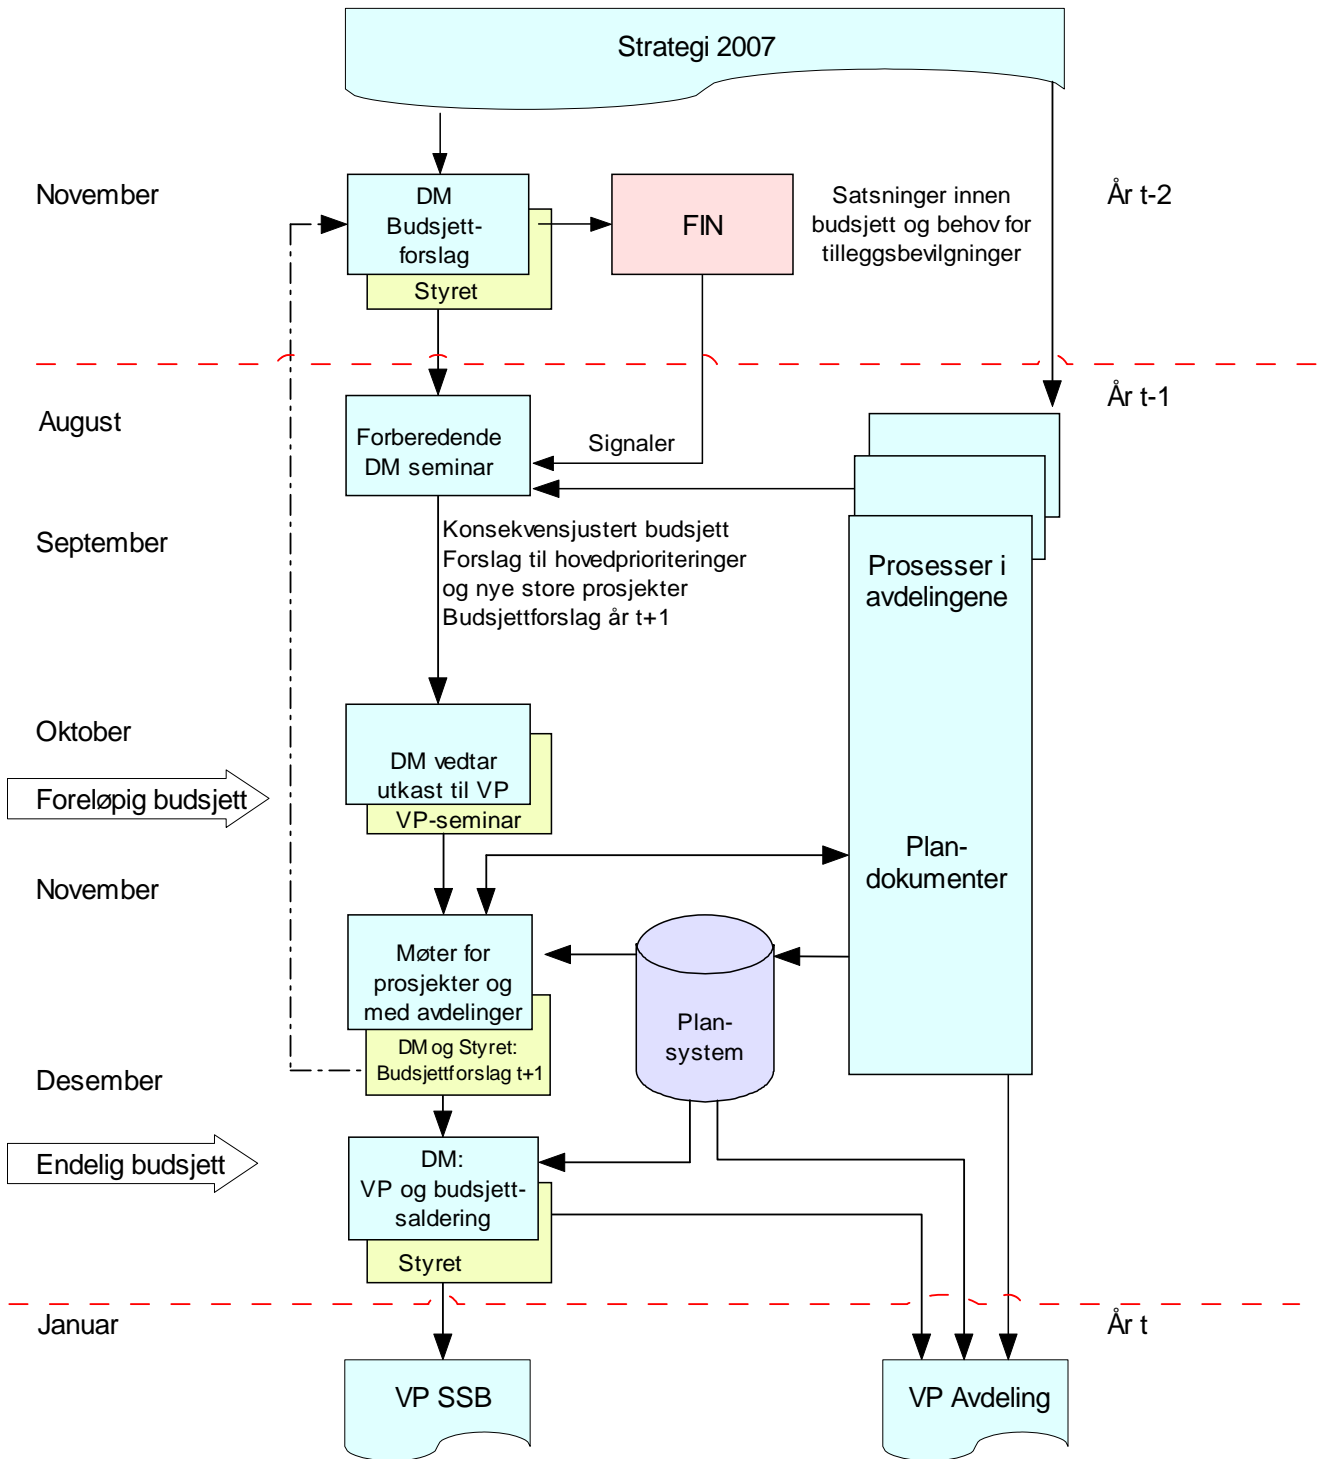 Strategi 2007
November
DM
Budsjett-
forslag
Styret
FIN
Satsninger innen
budsjett og behov for
tilleggsbevilgninger
År t-2
År t-1
August
Forberedende
DM seminar
Signaler
September
Konsekvensjustert budsjett
Forslag til hovedprioriteringer
og nye store prosjekter
Budsjettforslag år t+1
Prosesser i
avdelingene
Oktober
DM vedtar
utkast til VP
VP-seminar
Foreløpig budsjett
Plan-
dokumenter
November
Møter for
prosjekter og
med avdelinger
DM og Styret:
Budsjettforslag t+1
Plan-
system
Desember
Endelig budsjett
DM:
VP og budsjett-
saldering
Styret
Januar
År t
VP SSB
VP Avdeling